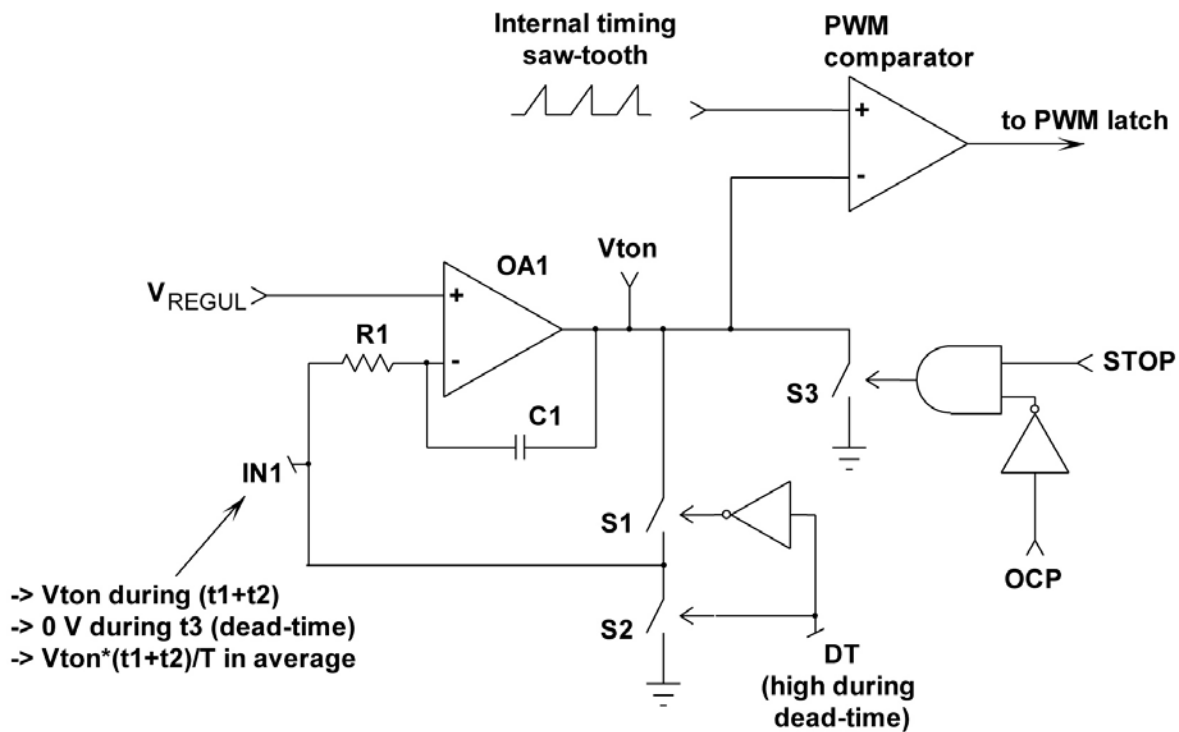 Internal timing
saw-tooth
PWM
comparator
+
-
to PWM latch
Vton
OA1
VREGUL
+
-
R1
C1
S3
STOP
IN1
S1
OCP
-> Vton during (t1+t2)
-> 0 V during t3 (dead-time)
-> Vton*(t1+t2)/T in average
S2
DT
(high during
dead-time)